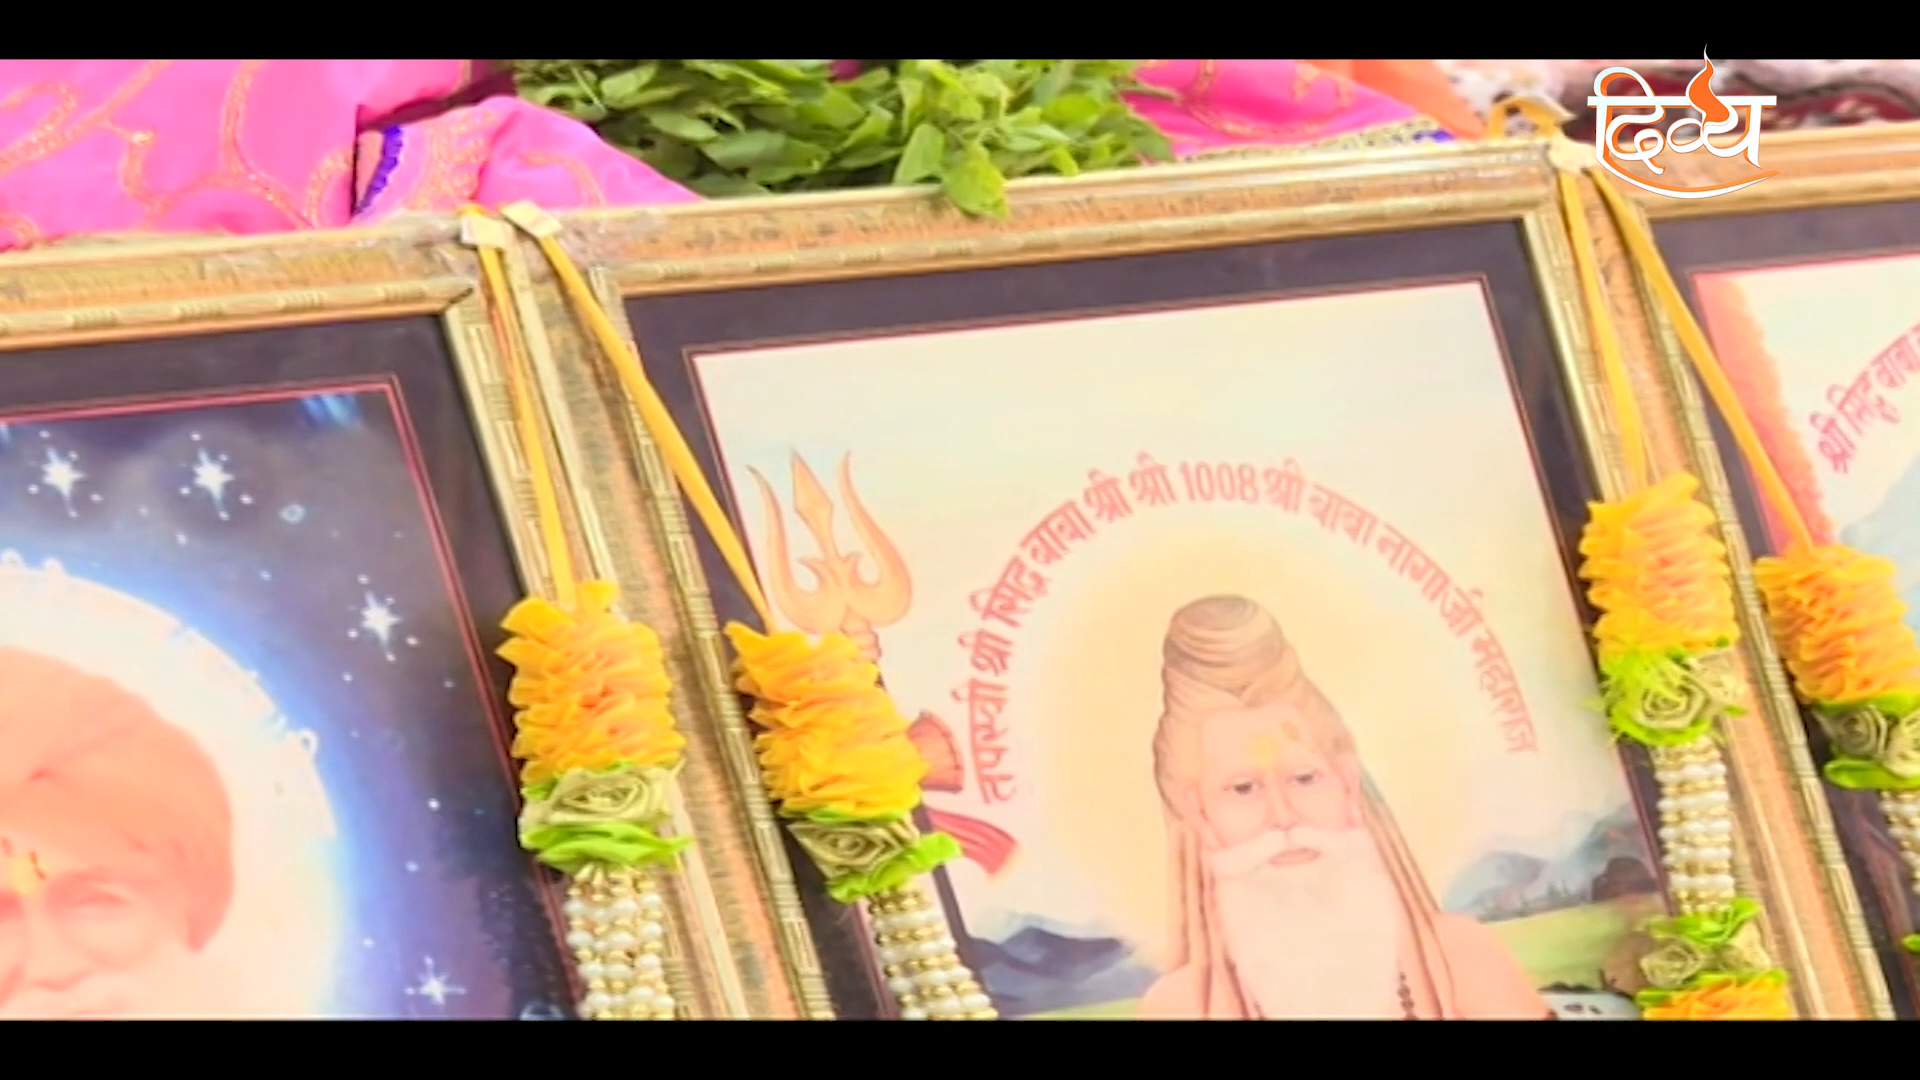 दिव्य
तपस्वी श्री सिद्ध बाबा श्री श्री 1008 श्री बाबा नागाजी महाराज
श्री सिद्ध बाबा